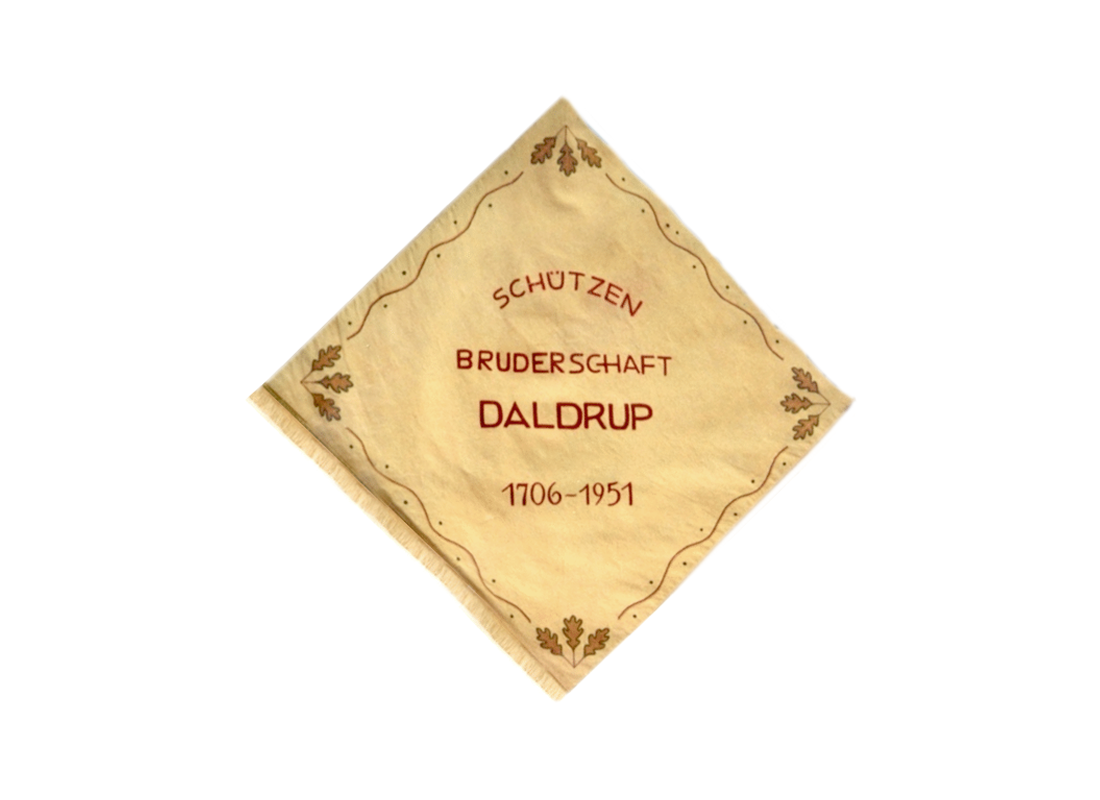 SCHÜTZEN
BRUDERSCHAFT
DALDRUP
1706-1951